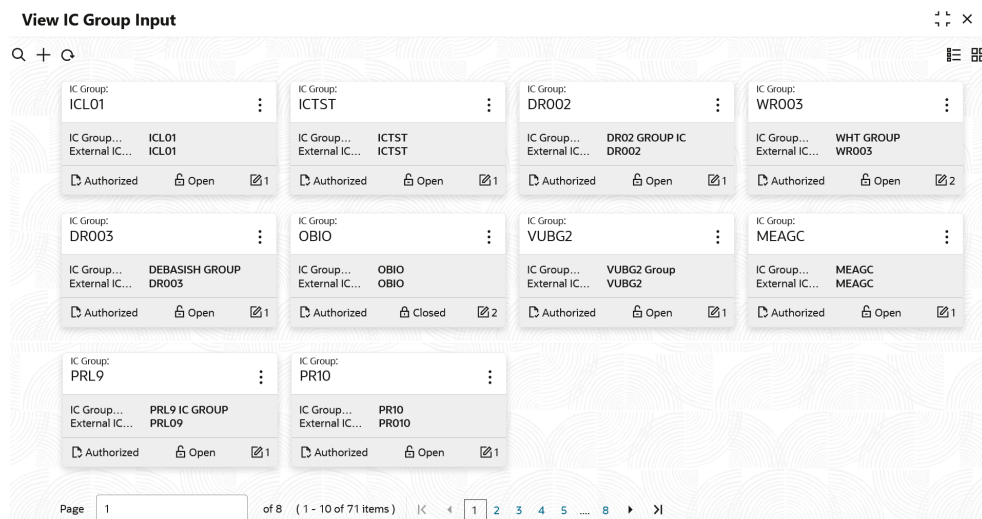 View IC Group Input
IC Group:
ICL01
IC Group... ICL01
External IC... ICL01
Authorized Open 1
IC Group:
ICTST
IC Group... ICTST
External IC... ICTST
Authorized Open 1
IC Group:
DR002
IC Group... DR02 GROUP IC
External IC... DR002
Authorized Open 1
IC Group:
WR003
IC Group... WHT GROUP
External IC... WR003
Authorized Open 2
IC Group:
DR003
IC Group... DEBASISH GROUP
External IC... DR003
Authorized Open 1
IC Group:
OBIO
IC Group... OBIO
External IC... OBIO
Authorized Closed 2
IC Group:
VUBG2
IC Group... VUBG2 Group
External IC... VUBG2
Authorized Open 1
IC Group:
MEAGC
IC Group... MEAGC
External IC... MEAGC
Authorized Open 1
IC Group:
PRL9
IC Group... PRL9 IC GROUP
External IC... PRL09
Authorized Open 1
IC Group:
PR10
IC Group... PR10
External IC... PR010
Authorized Open 1
Page 1 of 8 ( 1 - 10 of 71 items ) 1 2 3 4 5 .... 8